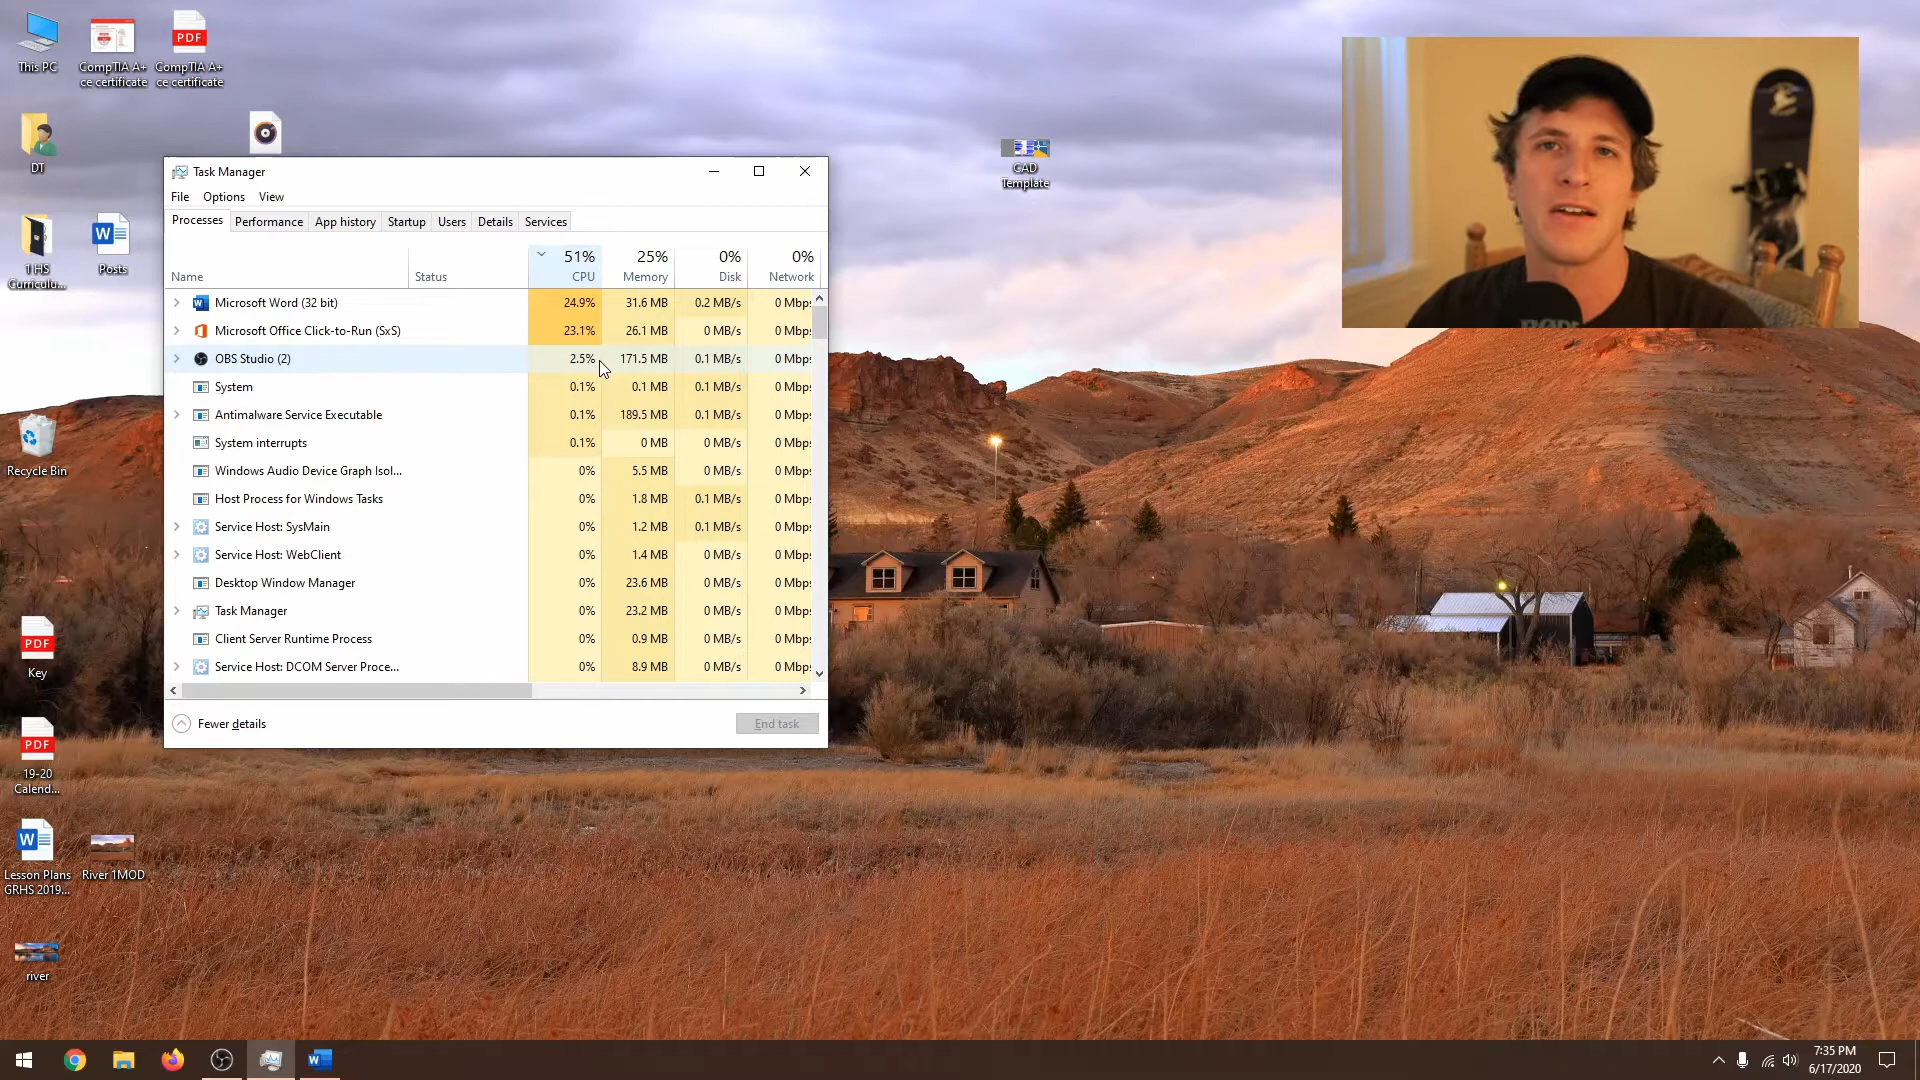 This PC
CompTIA A+
ce certificate
CompTIA A+
ce certificate
PDF
DT
1 HS
Curriculu...
Posts
Recycle Bin
PDF
Key
PDF
19-20
Calend...
Lesson Plans
GRHS 2019...
River 1MOD
river
CAD
Template
Task Manager
File Options View
Processes Performance App history Startup Users Details Services
51% 25% 0% 0%
Name Status CPU Memory Disk Network
Microsoft Word (32 bit) 24.9% 31.6 MB 0.2 MB/s 0 Mbps
Microsoft Office Click-to-Run (SxS) 23.1% 26.1 MB 0 MB/s 0 Mbps
OBS Studio (2) 2.5% 171.5 MB 0.1 MB/s 0 Mbps
System 0.1% 0.1 MB 0.1 MB/s 0 Mbps
Antimalware Service Executable 0.1% 189.5 MB 0.1 MB/s 0 Mbps
System interrupts 0.1% 0 MB 0 MB/s 0 Mbps
Windows Audio Device Graph Isol... 0% 5.5 MB 0 MB/s 0 Mbps
Host Process for Windows Tasks 0% 1.8 MB 0.1 MB/s 0 Mbps
Service Host: SysMain 0% 1.2 MB 0.1 MB/s 0 Mbps
Service Host: WebClient 0% 1.4 MB 0 MB/s 0 Mbps
Desktop Window Manager 0% 23.6 MB 0 MB/s 0 Mbps
Task Manager 0% 23.2 MB 0 MB/s 0 Mbps
Client Server Runtime Process 0% 0.9 MB 0 MB/s 0 Mbps
Service Host: DCOM Server Proce... 0% 8.9 MB 0 MB/s 0 Mbps
Fewer details End task
7:35 PM
6/17/2020